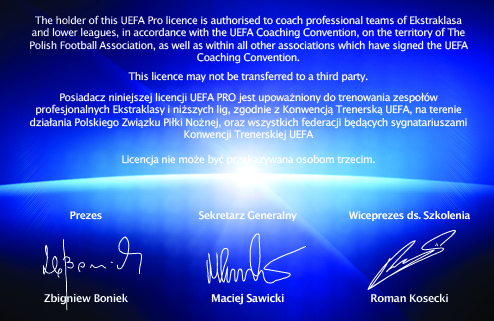 The holder of this UEFA Pro licence is authorised to coach professional teams of Ekstraklasa
and lower leagues, in accordance with the UEFA Coaching Convention, on the territory of The
Polish Football Association, as well as within all other associations which have signed the UEFA
Coaching Convention.
This licence may not be transferred to a third party.
Posiadacz niniejszej licencji UEFA PRO jest upoważniony do trenowania zespołów
profesjonalnych Ekstraklasy i niższych lig, zgodnie z Konwencją Trenerską UEFA, na terenie
działania Polskiego Związku Piłki Nożnej, oraz wszystkich federacji będących sygnatariuszami
Konwencji Trenerskiej UEFA
Licencja nie może być przekazywana osobom trzecim.
Prezes Sekretarz Generalny Wiceprezes ds. Szkolenia
Zbigniew Boniek Maciej Sawicki Roman Kosecki